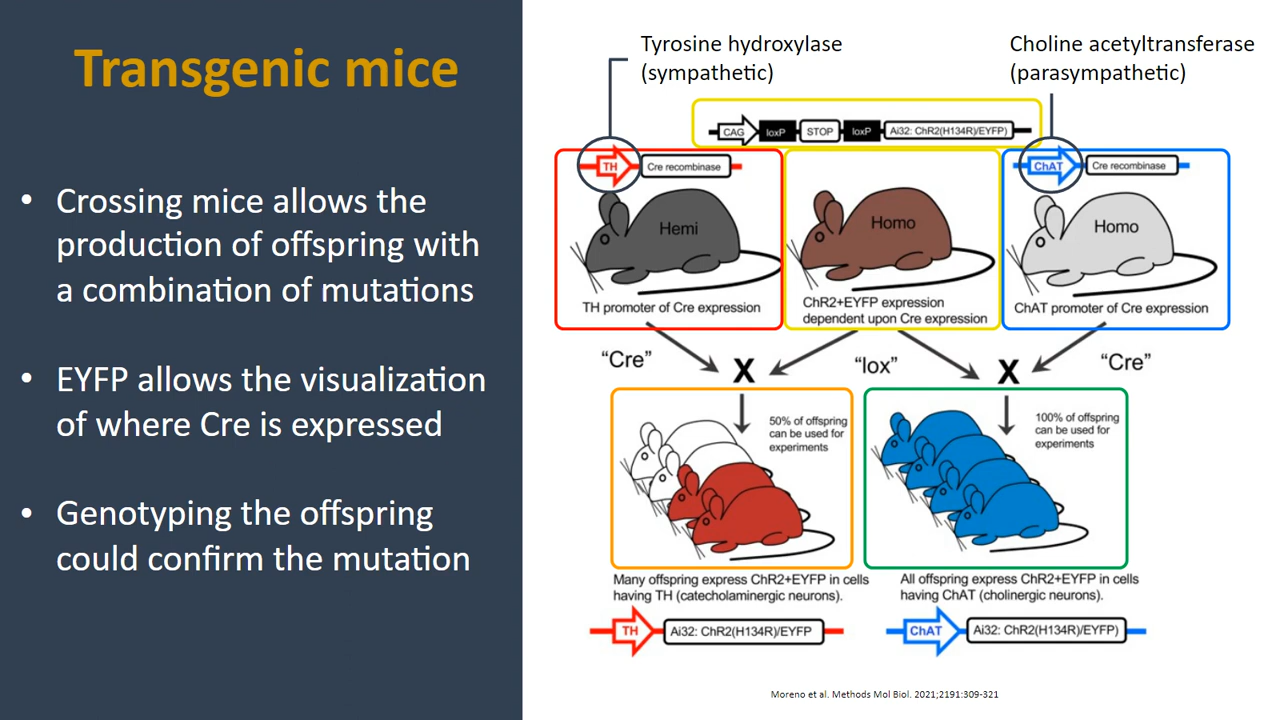 Transgenic mice
• Crossing mice allows the
production of offspring with
a combination of mutations
• EYFP allows the visualization
of where Cre is expressed
• Genotyping the offspring
could confirm the mutation
Tyrosine hydroxylase
(sympathetic)
Choline acetyltransferase
(parasympathetic)
CAG loxP STOP loxP Ai32: ChR2(H134R)/EYFP)
TH Cre recombinase
ChAT Cre recombinase
Hemi
Homo
Homo
TH promoter of Cre expression
ChR2+EYFP expression
dependent upon Cre expression
ChAT promoter of Cre expression
“Cre”
X
“lox”
X
“Cre”
50% of offspring
can be used for
experiments
100% of offspring
can be used for
experiments
Many offspring express ChR2+EYFP in cells
having TH (catecholaminergic neurons).
All offspring express ChR2+EYFP in cells
having ChAT (cholinergic neurons).
TH Ai32: ChR2(H134R)/EYFP
ChAT Ai32: ChR2(H134R)/EYFP)
Moreno et al. Methods Mol Biol. 2021;2191:309-321